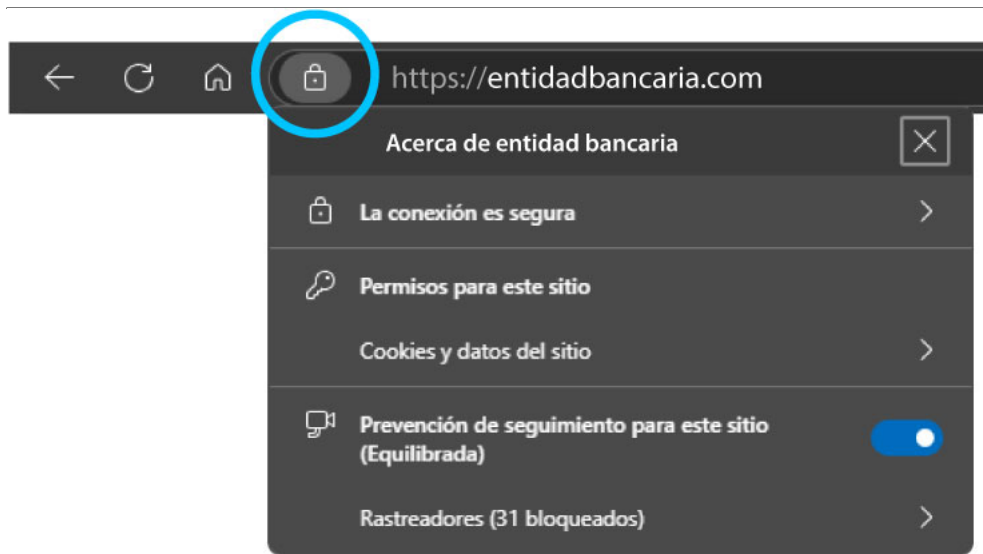 https://entidadbancaria.com
Acerca de entidad bancaria
La conexión es segura
Permisos para este sitio
Cookies y datos del sitio
Prevención de seguimiento para este sitio
(Equilibrada)
Rastreadores (31 bloqueados)